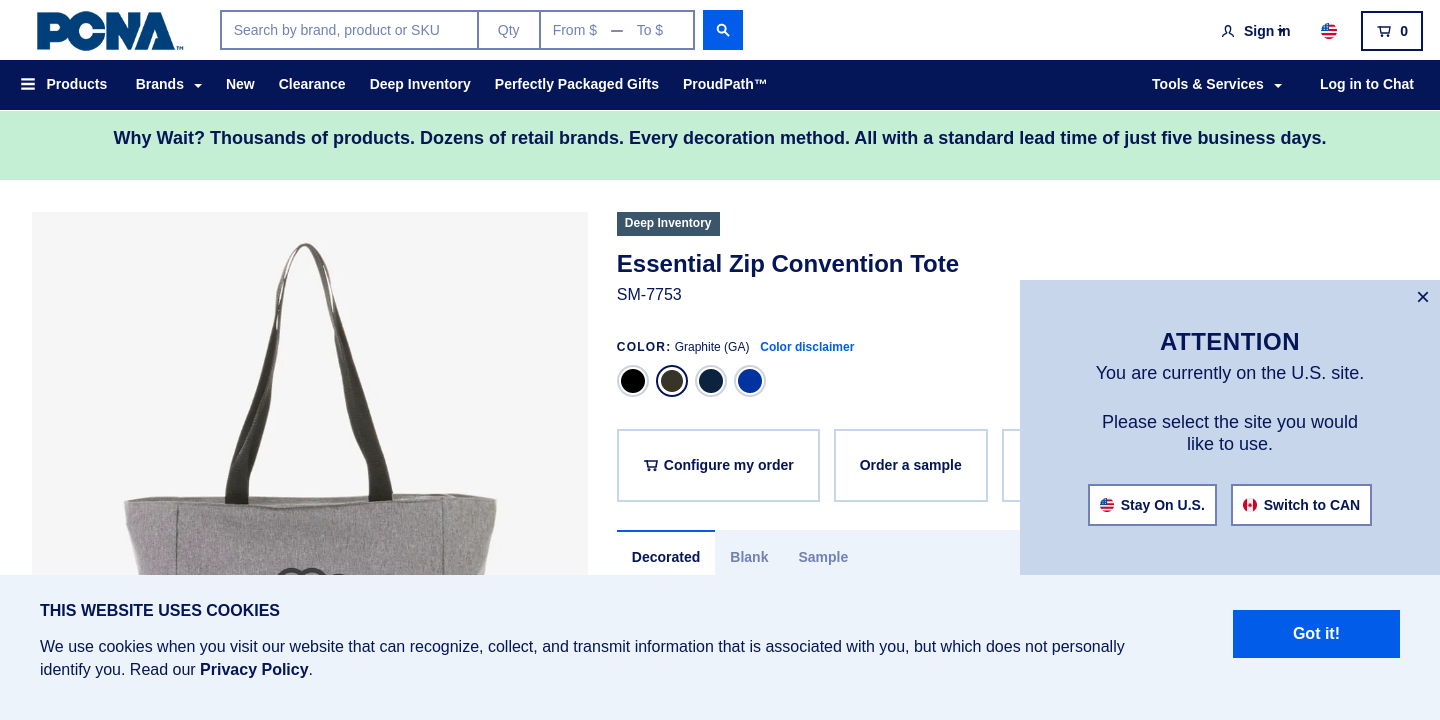 PCNA™
Search by brand, product or SKU
Qty
From $ — To $
Sign in
0
Products
Brands
New
Clearance
Deep Inventory
Perfectly Packaged Gifts
ProudPath™
Tools & Services
Log in to Chat
Why Wait? Thousands of products. Dozens of retail brands. Every decoration method. All with a standard lead time of just five business days.
Deep Inventory
Essential Zip Convention Tote
SM-7753
COLOR: Graphite (GA) Color disclaimer
Configure my order
Order a sample
Decorated
Blank
Sample
×
ATTENTION
You are currently on the U.S. site.
Please select the site you would
like to use.
Stay On U.S.
Switch to CAN
THIS WEBSITE USES COOKIES
We use cookies when you visit our website that can recognize, collect, and transmit information that is associated with you, but which does not personally
identify you. Read our Privacy Policy.
Got it!